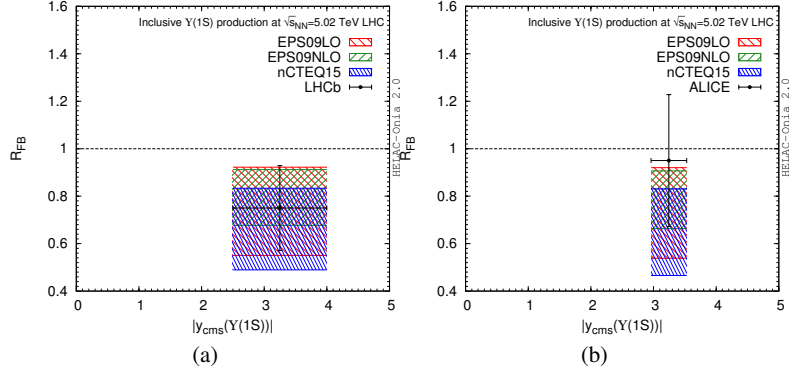 Inclusive Υ(1S) production at √sNN=5.02 TeV LHC
EPS09LO
EPS09NLO
nCTEQ15
LHCb
1.6
1.4
1.2
1
0.8
0.6
0.4
RFB
HELAC-Onia 2.0
0 1 2 3 4 5
|ycms(Υ(1S))|
(a)
Inclusive Υ(1S) production at √sNN=5.02 TeV LHC
EPS09LO
EPS09NLO
nCTEQ15
ALICE
1.6
1.4
1.2
1
0.8
0.6
0.4
RFB
HELAC-Onia 2.0
0 1 2 3 4 5
|ycms(Υ(1S))|
(b)